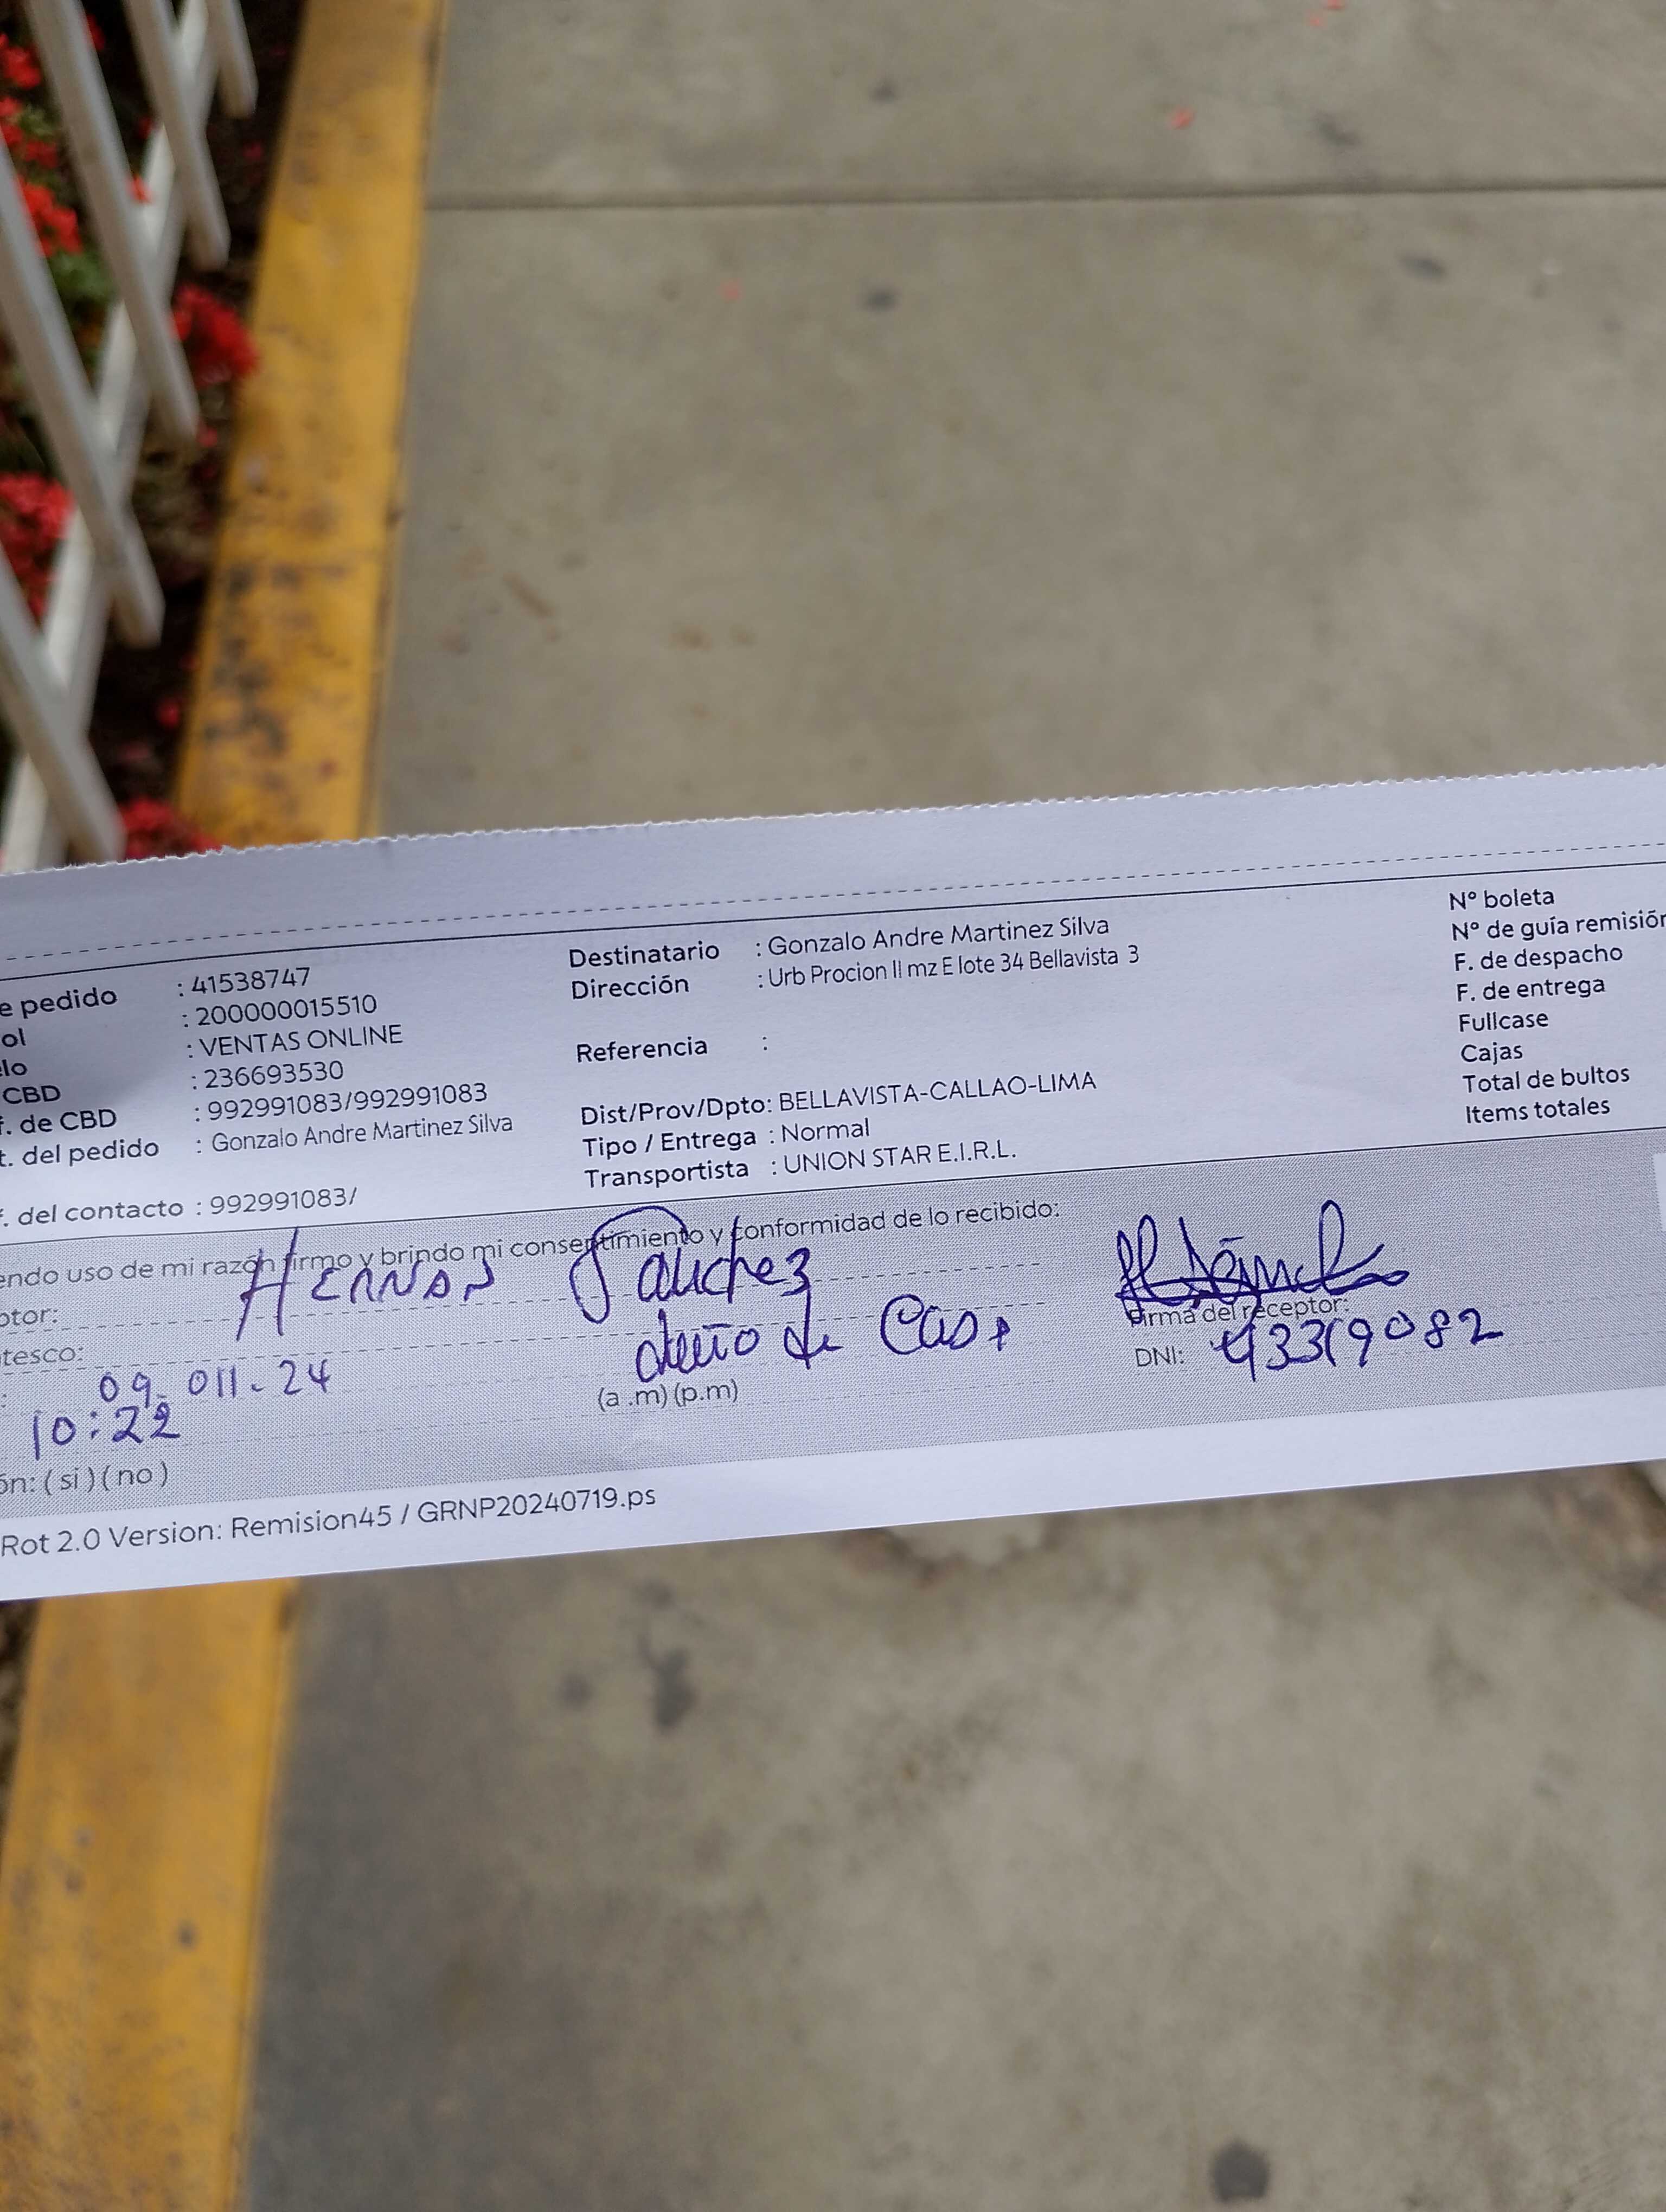 e pedido : 41538747
ol : 200000015510
lo : VENTAS ONLINE
CBD : 236693530
f. de CBD : 992991083/992991083
t. del pedido : Gonzalo Andre Martinez Silva
f. del contacto : 992991083/
Destinatario : Gonzalo Andre Martinez Silva
Dirección : Urb Procion II mz E lote 34 Bellavista 3
Referencia :
Dist/Prov/Dpto: BELLAVISTA-CALLAO-LIMA
Tipo / Entrega : Normal
Transportista : UNION STAR E.I.R.L.
N° boleta
N° de guía remisión
F. de despacho
F. de entrega
Fullcase
Cajas
Total de bultos
Items totales
endo uso de mi razón firmo y brindo mi consentimiento y conformidad de lo recibido:
ptor: Hernan Sanchez
Firma del receptor:
tesco: dueño de Casa
DNI: 43319082
: 09.011.24
10:22 (a .m) (p.m)
ón: ( si ) ( no )
Rot 2.0 Version: Remision45 / GRNP20240719.ps